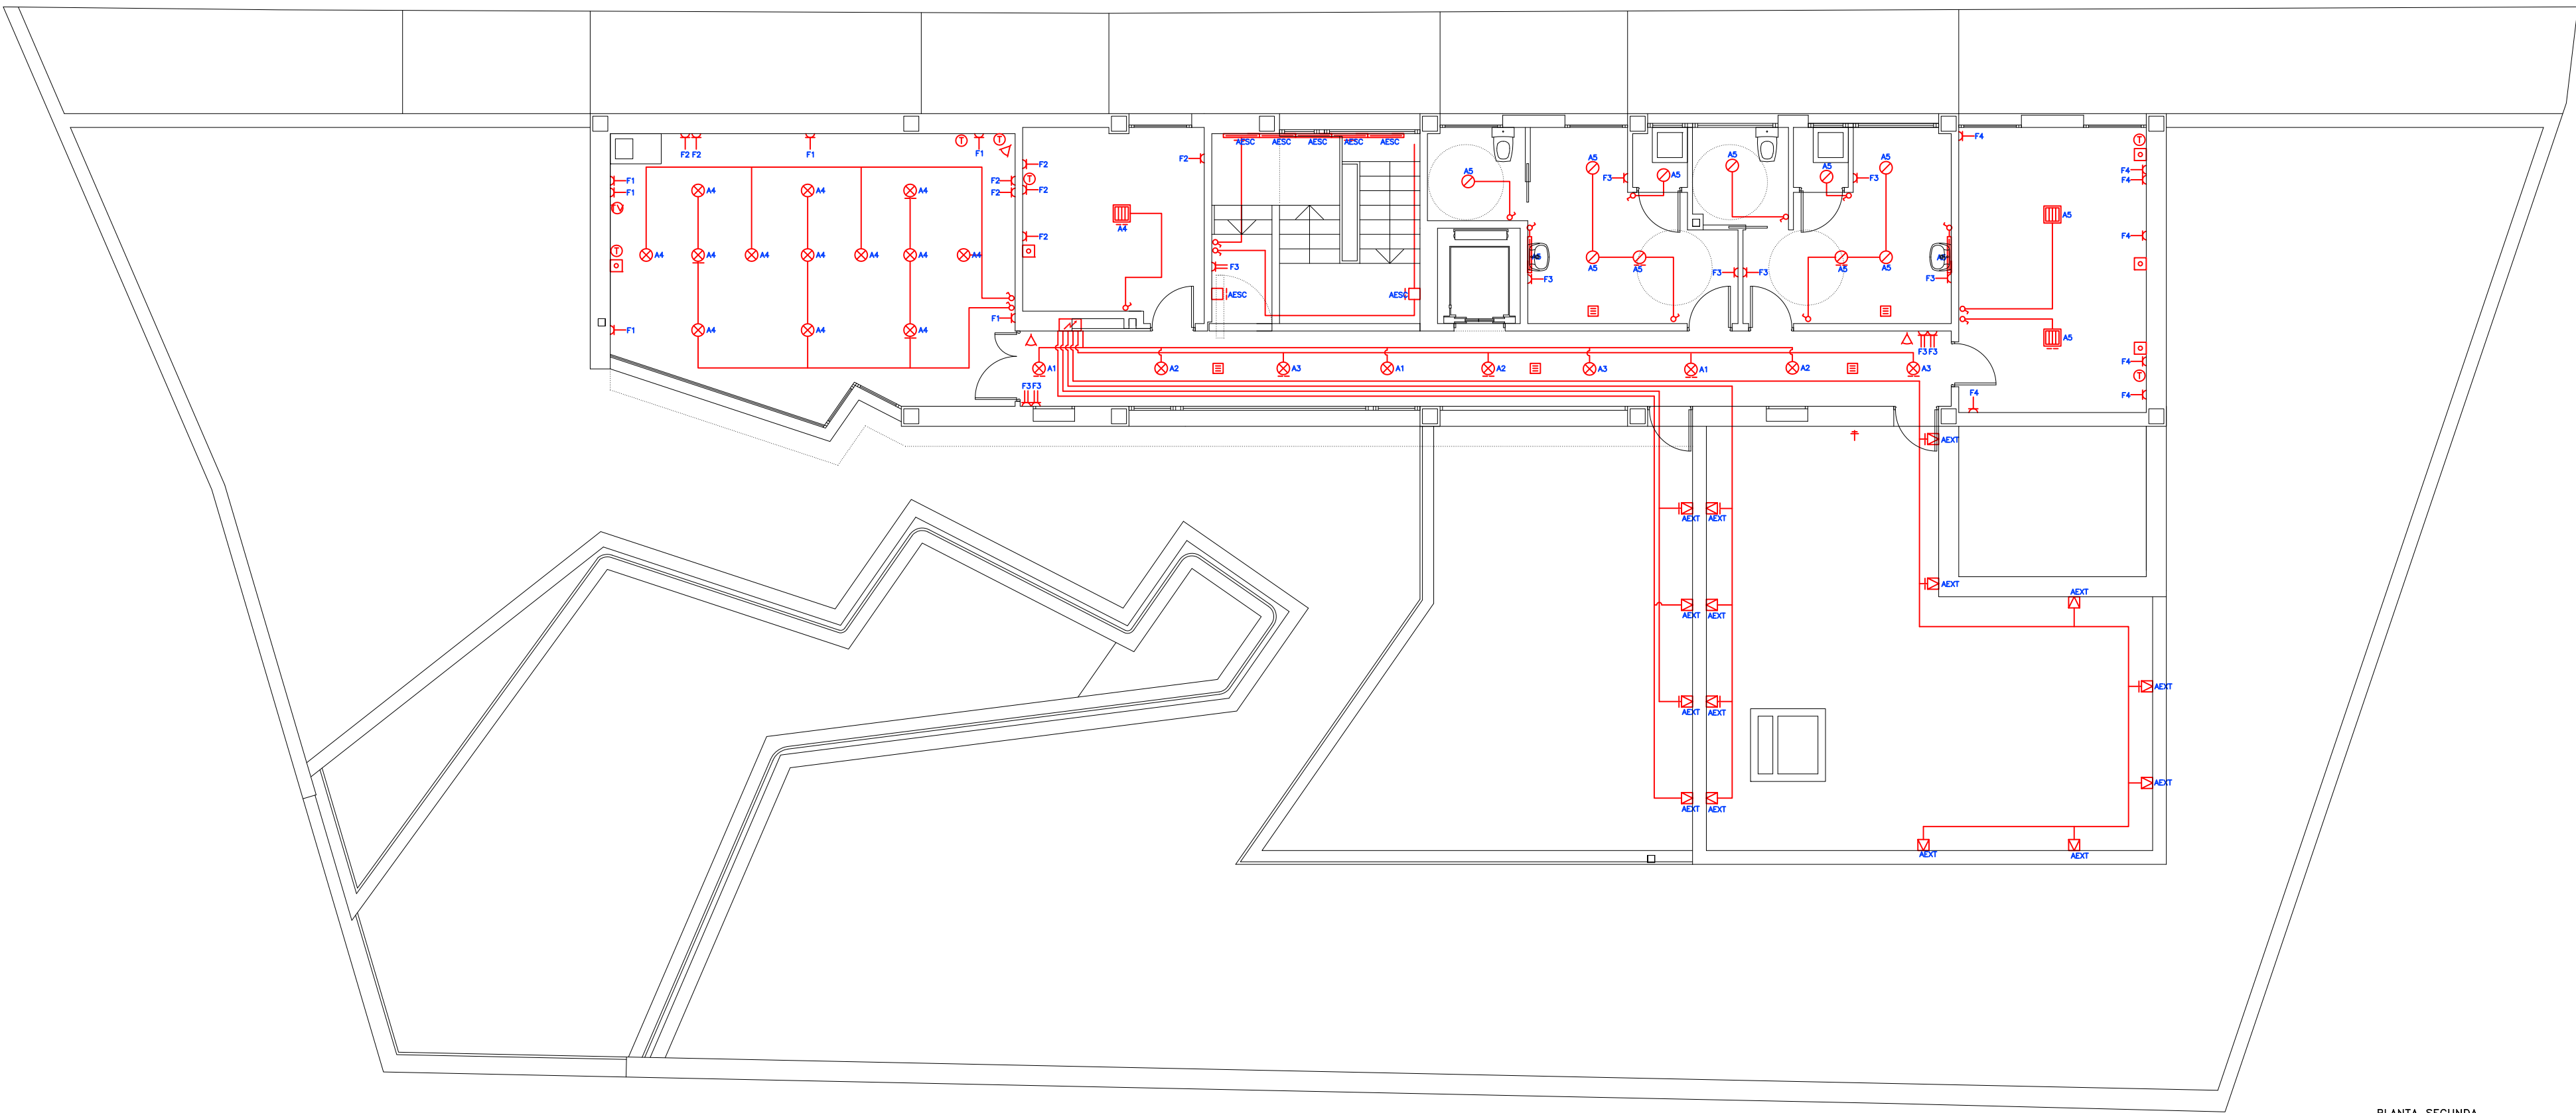 AESC AESC AESC AESC AESC
F2 F2 F1 F1
F4
F2 F2
A5 A5 A5 A5
F1 F2 F2 F3 A5 A5 F3 F4
F1 A4 A4 A4 F2 A5 F4
TV
T
A4 A5
F2 F4
A4 A4 A4 A4 A4 A4 A4
F3 A5 A5 A5 A5
F3 F3 F3 F3
AESC AESC
F1
F1 A4 A4 A4 A5
F3 F3
A1 A2 A3 A1 A2 A3 A1 A2 A3 F4
F3 F3 F4 F4
AEXT
AEXT AEXT
AEXT
AEXT
AEXT AEXT
AEXT
AEXT AEXT
AEXT
AEXT AEXT
AEXT AEXT
PLANTA SEGUNDA